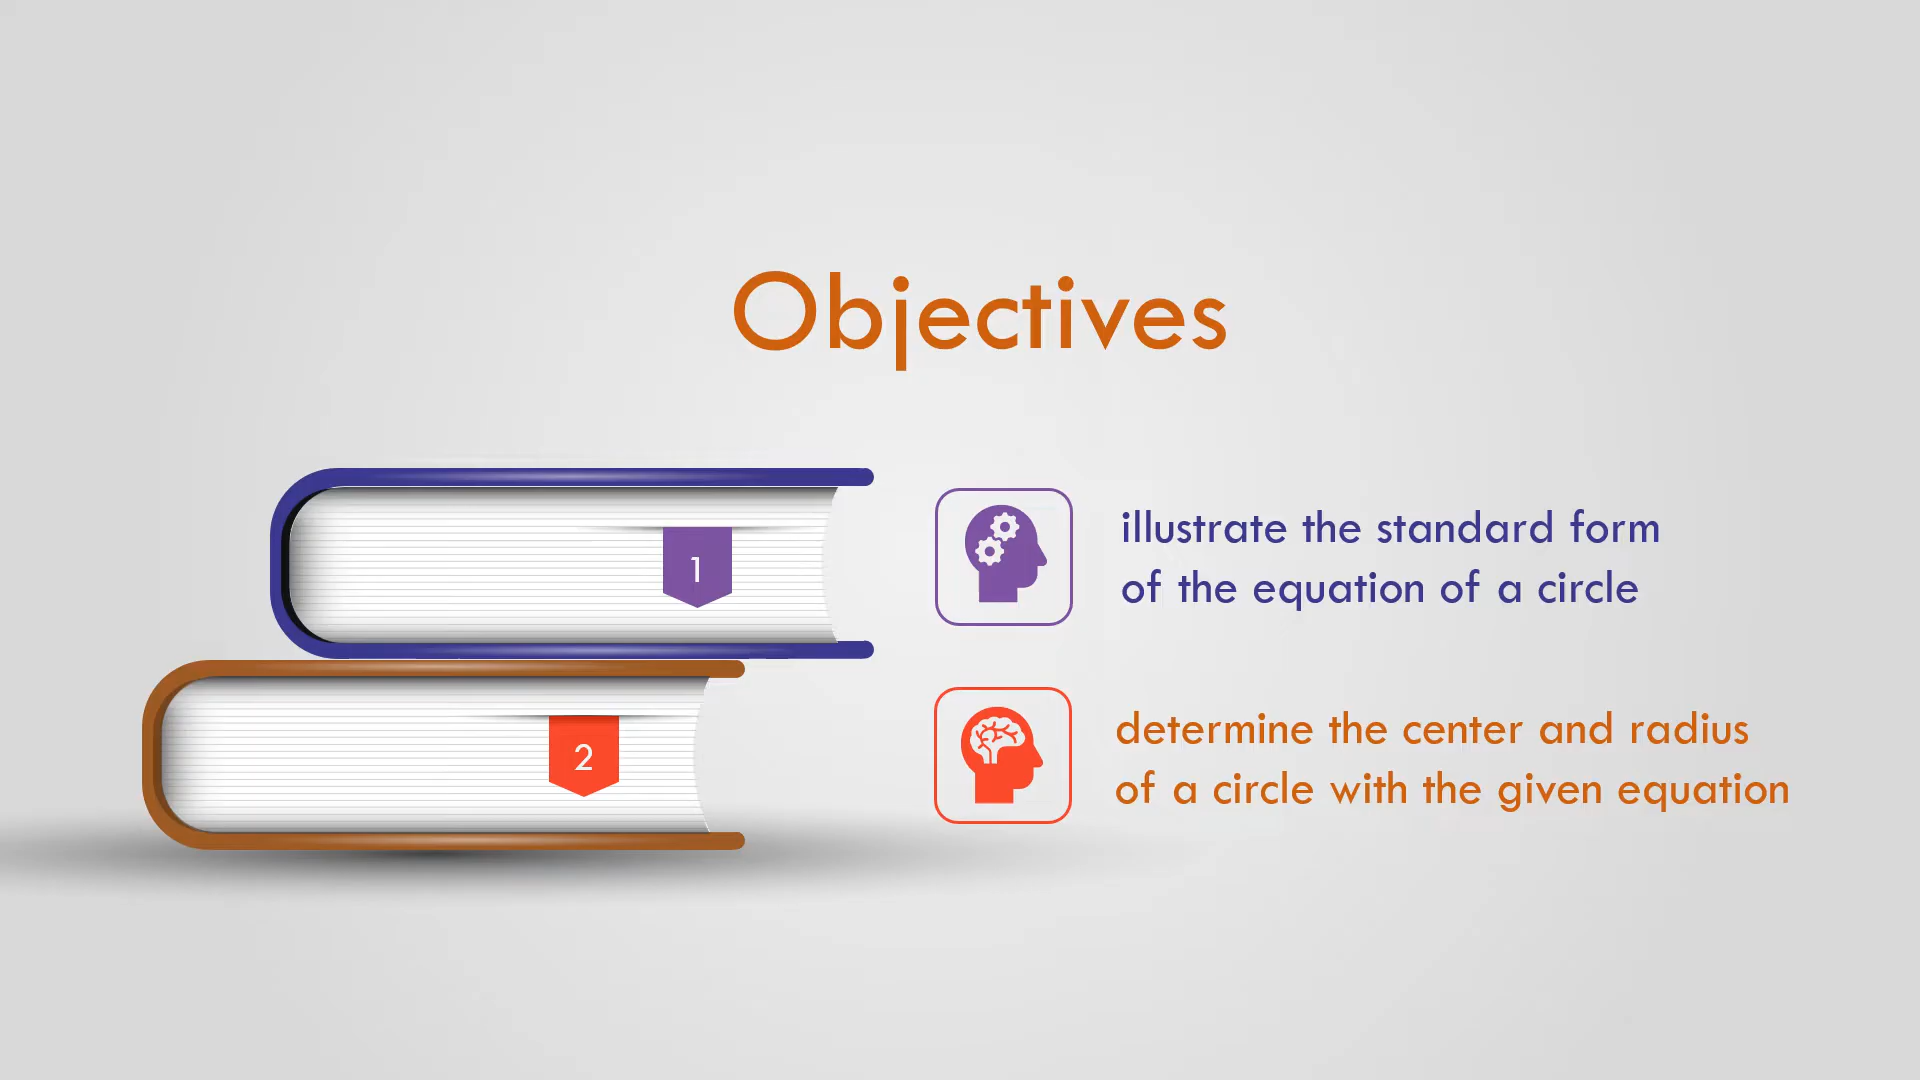 Objectives
1
illustrate the standard form
of the equation of a circle
2
determine the center and radius
of a circle with the given equation